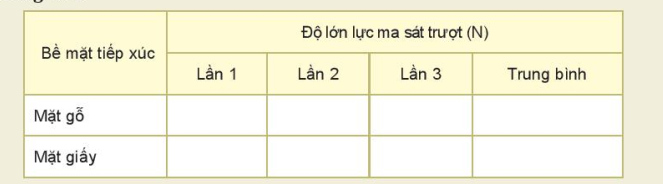 Độ lớn lực ma sát trượt (N)
Bề mặt tiếp xúc
Lần 1 Lần 2 Lần 3 Trung bình
Mặt gỗ
Mặt giấy